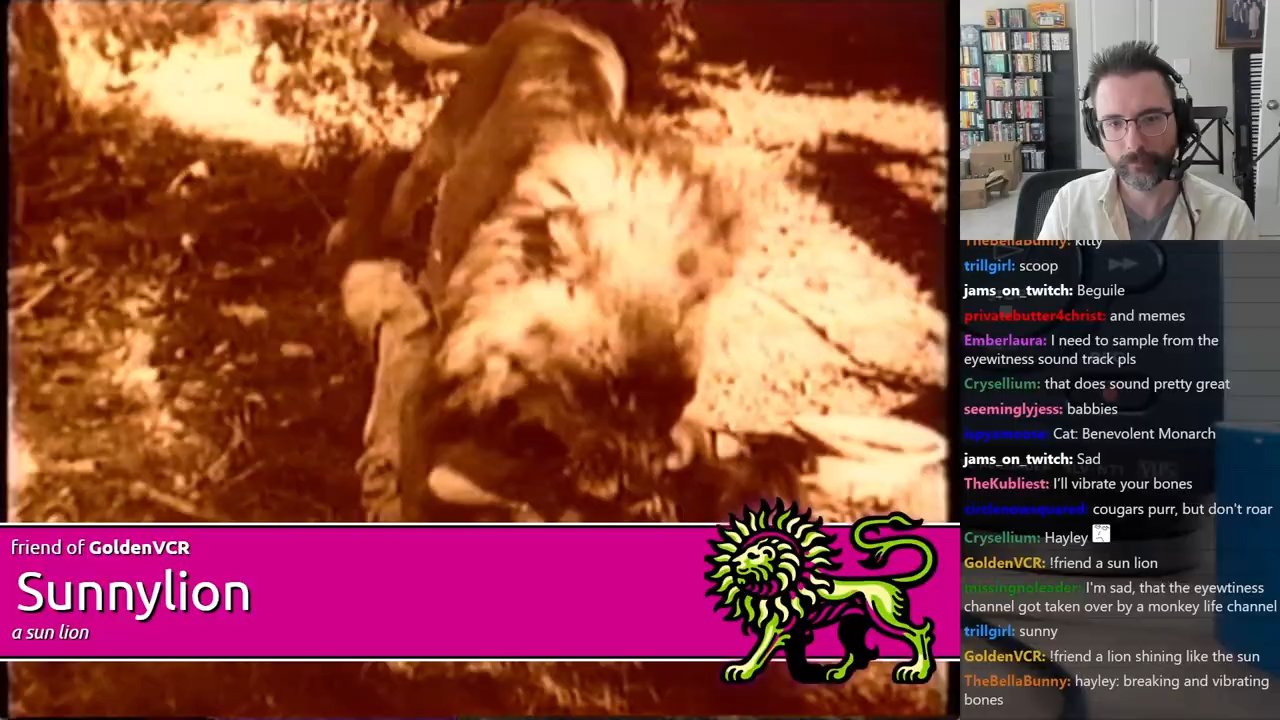 friend of GoldenVCR
Sunnylion
a sun lion
TheBellaBunny: kitty
trillgirl: scoop
jams_on_twitch: Beguile
privatebutter4christ: and memes
Emberlaura: I need to sample from the
eyewitness sound track pls
Crysellium: that does sound pretty great
seeminglyjess: babbies
Cat: Benevolent Monarch
jams_on_twitch: Sad
TheKubliest: I'll vibrate your bones
cougars purr, but don't roar
Crysellium: Hayley
GoldenVCR: !friend a sun lion
missingnoleader: I'm sad, that the eyewtiness
channel got taken over by a monkey life channel
trillgirl: sunny
GoldenVCR: !friend a lion shining like the sun
TheBellaBunny: hayley: breaking and vibrating
bones